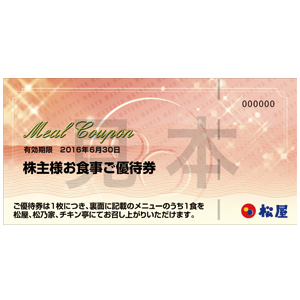 見本
000000
Meal Coupon
有効期限 2016年6月30日
株主様お食事ご優待券
ご優待券は1枚につき、裏面に記載のメニューのうち1食を
松屋、松乃家、チキン亭にてお召し上がりいただけます。
松屋